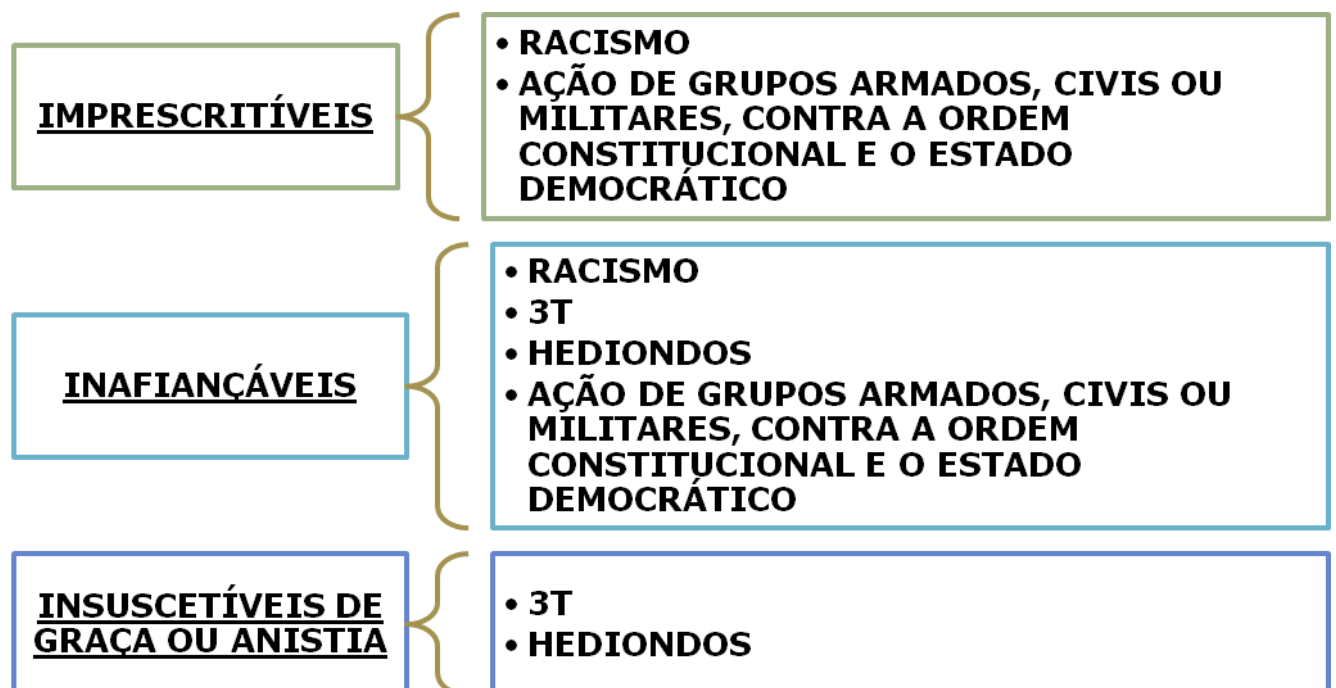 IMPRESCRITÍVEIS
• RACISMO
• AÇÃO DE GRUPOS ARMADOS, CIVIS OU
MILITARES, CONTRA A ORDEM
CONSTITUCIONAL E O ESTADO
DEMOCRÁTICO
INAFIANÇÁVEIS
• RACISMO
• 3T
• HEDIONDOS
• AÇÃO DE GRUPOS ARMADOS, CIVIS OU
MILITARES, CONTRA A ORDEM
CONSTITUCIONAL E O ESTADO
DEMOCRÁTICO
INSUSCETÍVEIS DE
GRAÇA OU ANISTIA
• 3T
• HEDIONDOS